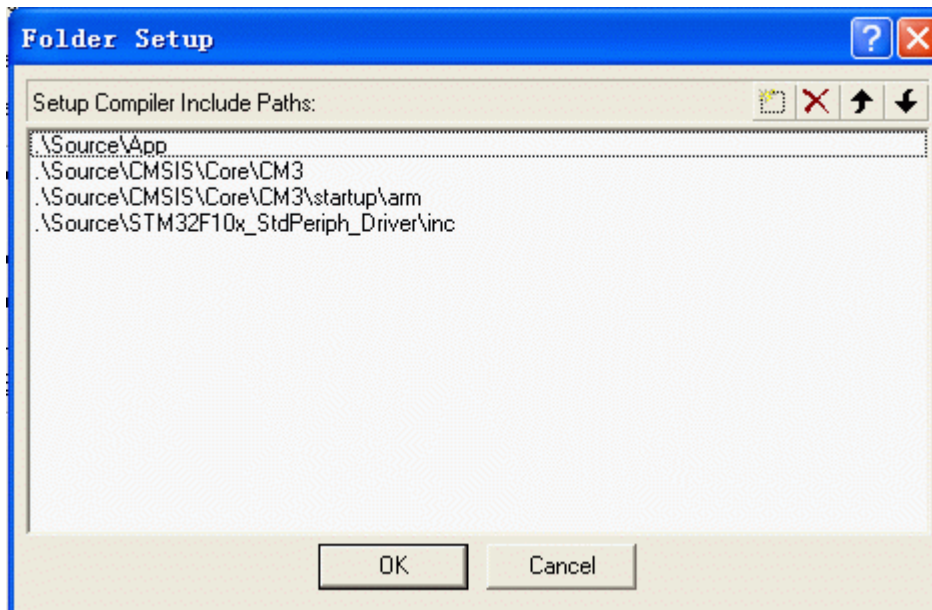 Folder Setup
Setup Compiler Include Paths:
.\Source\App
.\Source\CMSIS\Core\CM3
.\Source\CMSIS\Core\CM3\startup\arm
.\Source\STM32F10x_StdPeriph_Driver\inc
OK Cancel